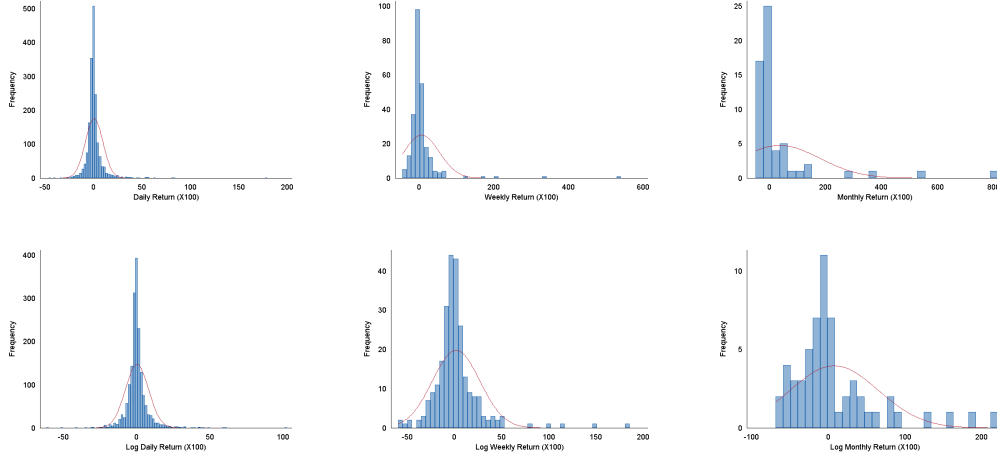 500
400
300
200
100
0
Frequency
-50 0 50 100 150 200
Daily Return (X100)
100
80
60
40
20
0
Frequency
0 200 400 600
Weekly Return (X100)
25
20
15
10
5
0
Frequency
0 200 400 600 800
Monthly Return (X100)
400
300
200
100
0
Frequency
-50 0 50 100
Log Daily Return (X100)
40
30
20
10
0
Frequency
-50 0 50 100 150 200
Log Weekly Return (X100)
10
5
0
Frequency
-100 0 100 200
Log Monthly Return (X100)